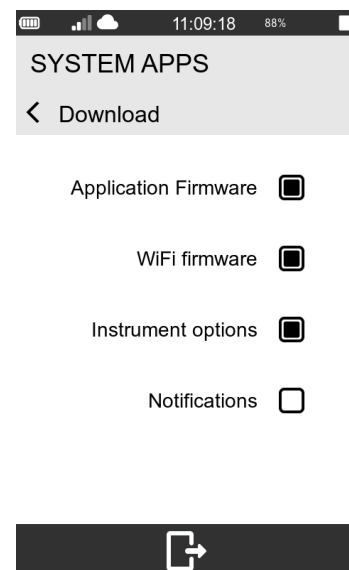 11:09:18 88%
SYSTEM APPS
Download
Application Firmware
WiFi firmware
Instrument options
Notifications